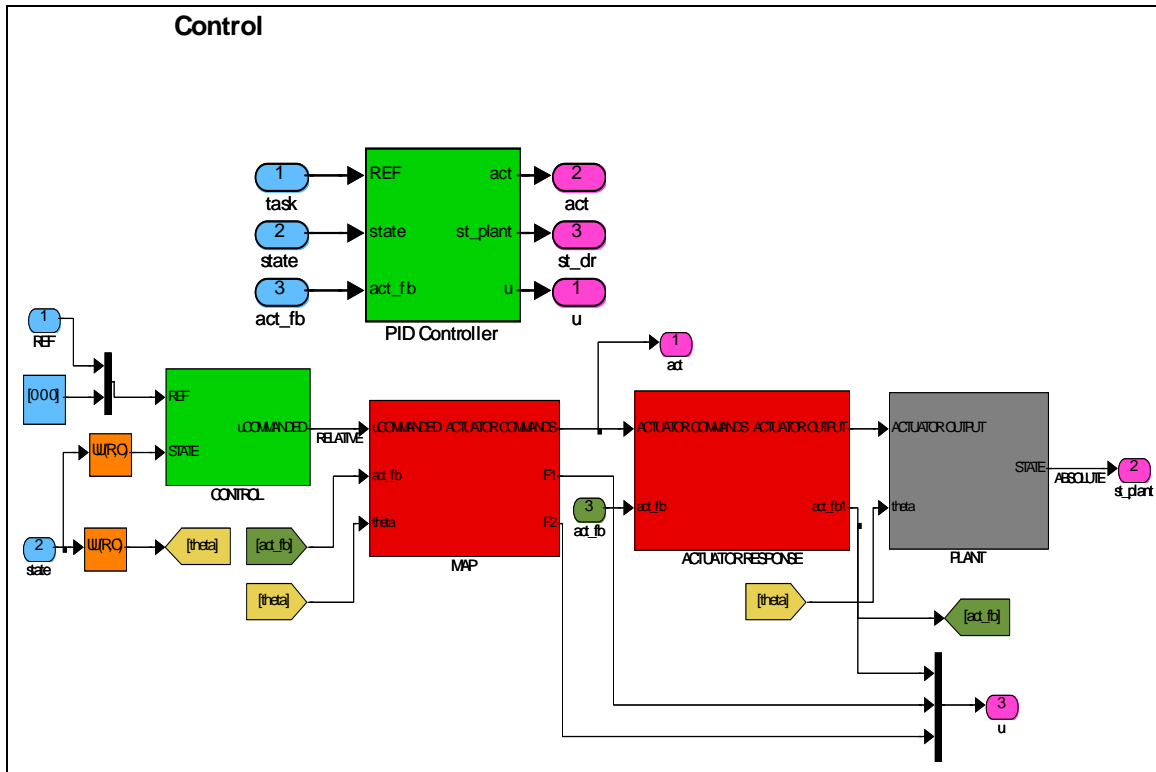 Control
1
task
2
state
3
act_fb
REF
state
act_fb
act
st_plant
u
PID Controller
2
act
3
st_dr
1
u
1
REF
[0 0 0]
REF
STATE
uCOMMANDED
CONTROL
RELATIVE
U(R,C)
U(R,C)
2
state
[theta]
[act_fb]
[theta]
uCOMMANDED
act_fb
theta
ACTUATOR COMMANDS
F1
F2
MAP
1
act
3
act_fb
ACTUATOR COMMANDS
act_fb
ACTUATOR OUTPUT
act_fb1
ACTUATOR RESPONSE
[theta]
ACTUATOR OUTPUT
theta
STATE
PLANT
ABSOLUTE
2
st_plant
[act_fb]
3
u